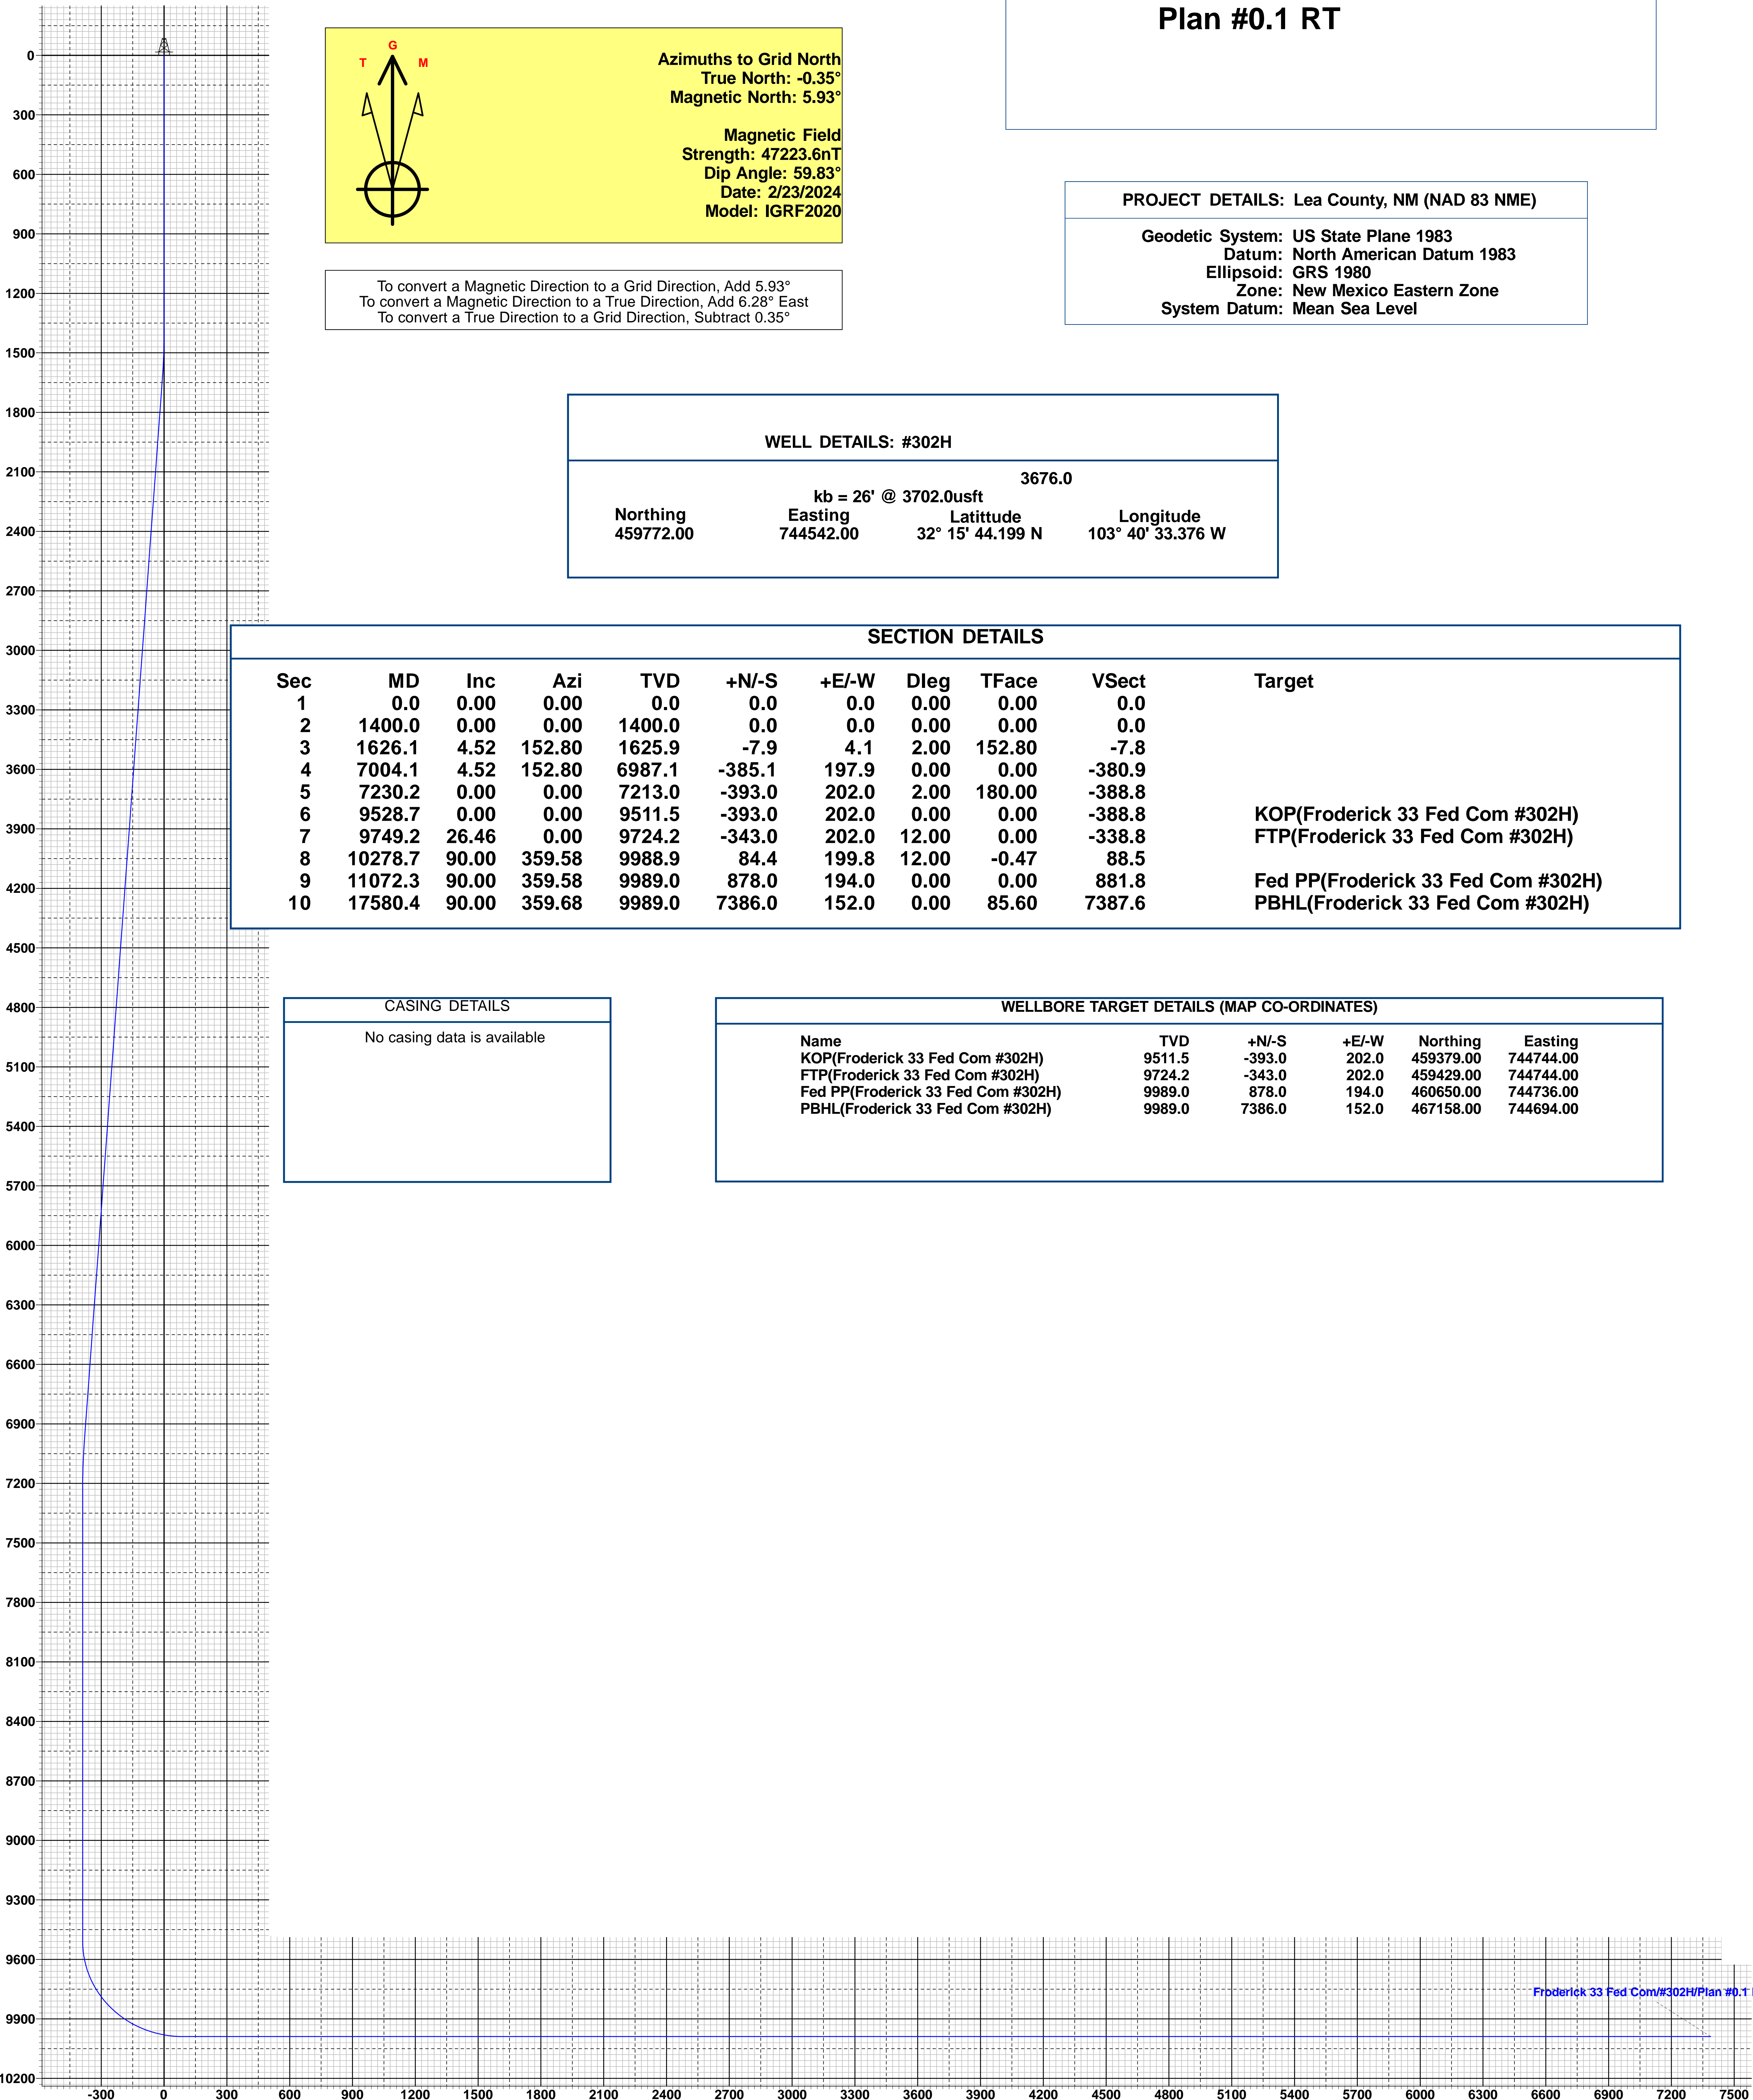 Plan #0.1 RT
G
T M
Azimuths to Grid North
True North: -0.35°
Magnetic North: 5.93°
Magnetic Field
Strength: 47223.6nT
Dip Angle: 59.83°
Date: 2/23/2024
Model: IGRF2020
To convert a Magnetic Direction to a Grid Direction, Add 5.93°
To convert a Magnetic Direction to a True Direction, Add 6.28° East
To convert a True Direction to a Grid Direction, Subtract 0.35°
PROJECT DETAILS: Lea County, NM (NAD 83 NME)
Geodetic System: US State Plane 1983
Datum: North American Datum 1983
Ellipsoid: GRS 1980
Zone: New Mexico Eastern Zone
System Datum: Mean Sea Level
WELL DETAILS: #302H
3676.0
kb = 26' @ 3702.0usft
Northing Easting Latittude Longitude
459772.00 744542.00 32° 15' 44.199 N 103° 40' 33.376 W
SECTION DETAILS
Sec MD Inc Azi TVD +N/-S +E/-W Dleg TFace VSect Target
1 0.0 0.00 0.00 0.0 0.0 0.0 0.00 0.00 0.0
2 1400.0 0.00 0.00 1400.0 0.0 0.0 0.00 0.00 0.0
3 1626.1 4.52 152.80 1625.9 -7.9 4.1 2.00 152.80 -7.8
4 7004.1 4.52 152.80 6987.1 -385.1 197.9 0.00 0.00 -380.9
5 7230.2 0.00 0.00 7213.0 -393.0 202.0 2.00 180.00 -388.8
6 9528.7 0.00 0.00 9511.5 -393.0 202.0 0.00 0.00 -388.8 KOP(Froderick 33 Fed Com #302H)
7 9749.2 26.46 0.00 9724.2 -343.0 202.0 12.00 0.00 -338.8 FTP(Froderick 33 Fed Com #302H)
8 10278.7 90.00 359.58 9988.9 84.4 199.8 12.00 -0.47 88.5
9 11072.3 90.00 359.58 9989.0 878.0 194.0 0.00 0.00 881.8 Fed PP(Froderick 33 Fed Com #302H)
10 17580.4 90.00 359.68 9989.0 7386.0 152.0 0.00 85.60 7387.6 PBHL(Froderick 33 Fed Com #302H)
CASING DETAILS
No casing data is available
WELLBORE TARGET DETAILS (MAP CO-ORDINATES)
Name TVD +N/-S +E/-W Northing Easting
KOP(Froderick 33 Fed Com #302H) 9511.5 -393.0 202.0 459379.00 744744.00
FTP(Froderick 33 Fed Com #302H) 9724.2 -343.0 202.0 459429.00 744744.00
Fed PP(Froderick 33 Fed Com #302H) 9989.0 878.0 194.0 460650.00 744736.00
PBHL(Froderick 33 Fed Com #302H) 9989.0 7386.0 152.0 467158.00 744694.00
0
300
600
900
1200
1500
1800
2100
2400
2700
3000
3300
3600
3900
4200
4500
4800
5100
5400
5700
6000
6300
6600
6900
7200
7500
7800
8100
8400
8700
9000
9300
9600
9900
10200
Froderick 33 Fed Com/#302H/Plan #0.1
-300 0 300 600 900 1200 1500 1800 2100 2400 2700 3000 3300 3600 3900 4200 4500 4800 5100 5400 5700 6000 6300 6600 6900 7200 7500